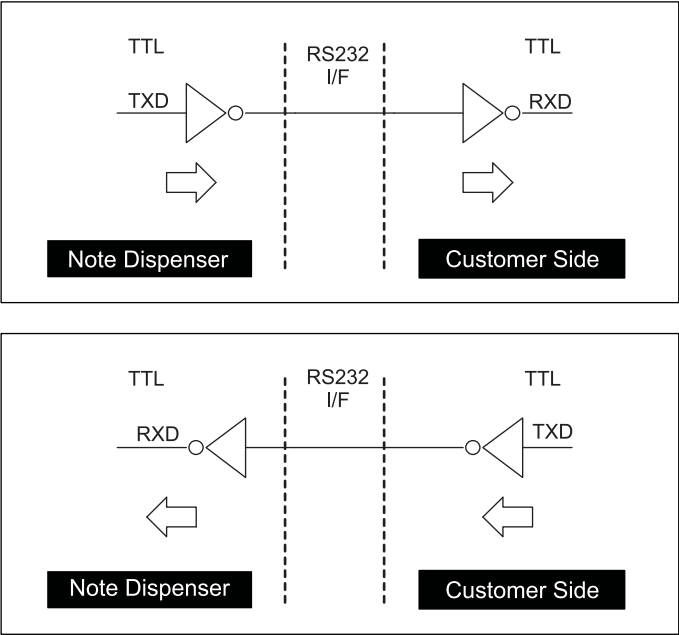 TTL
RS232
I/F
TTL
TXD
RXD
Note Dispenser
Customer Side
TTL
RS232
I/F
TTL
RXD
TXD
Note Dispenser
Customer Side